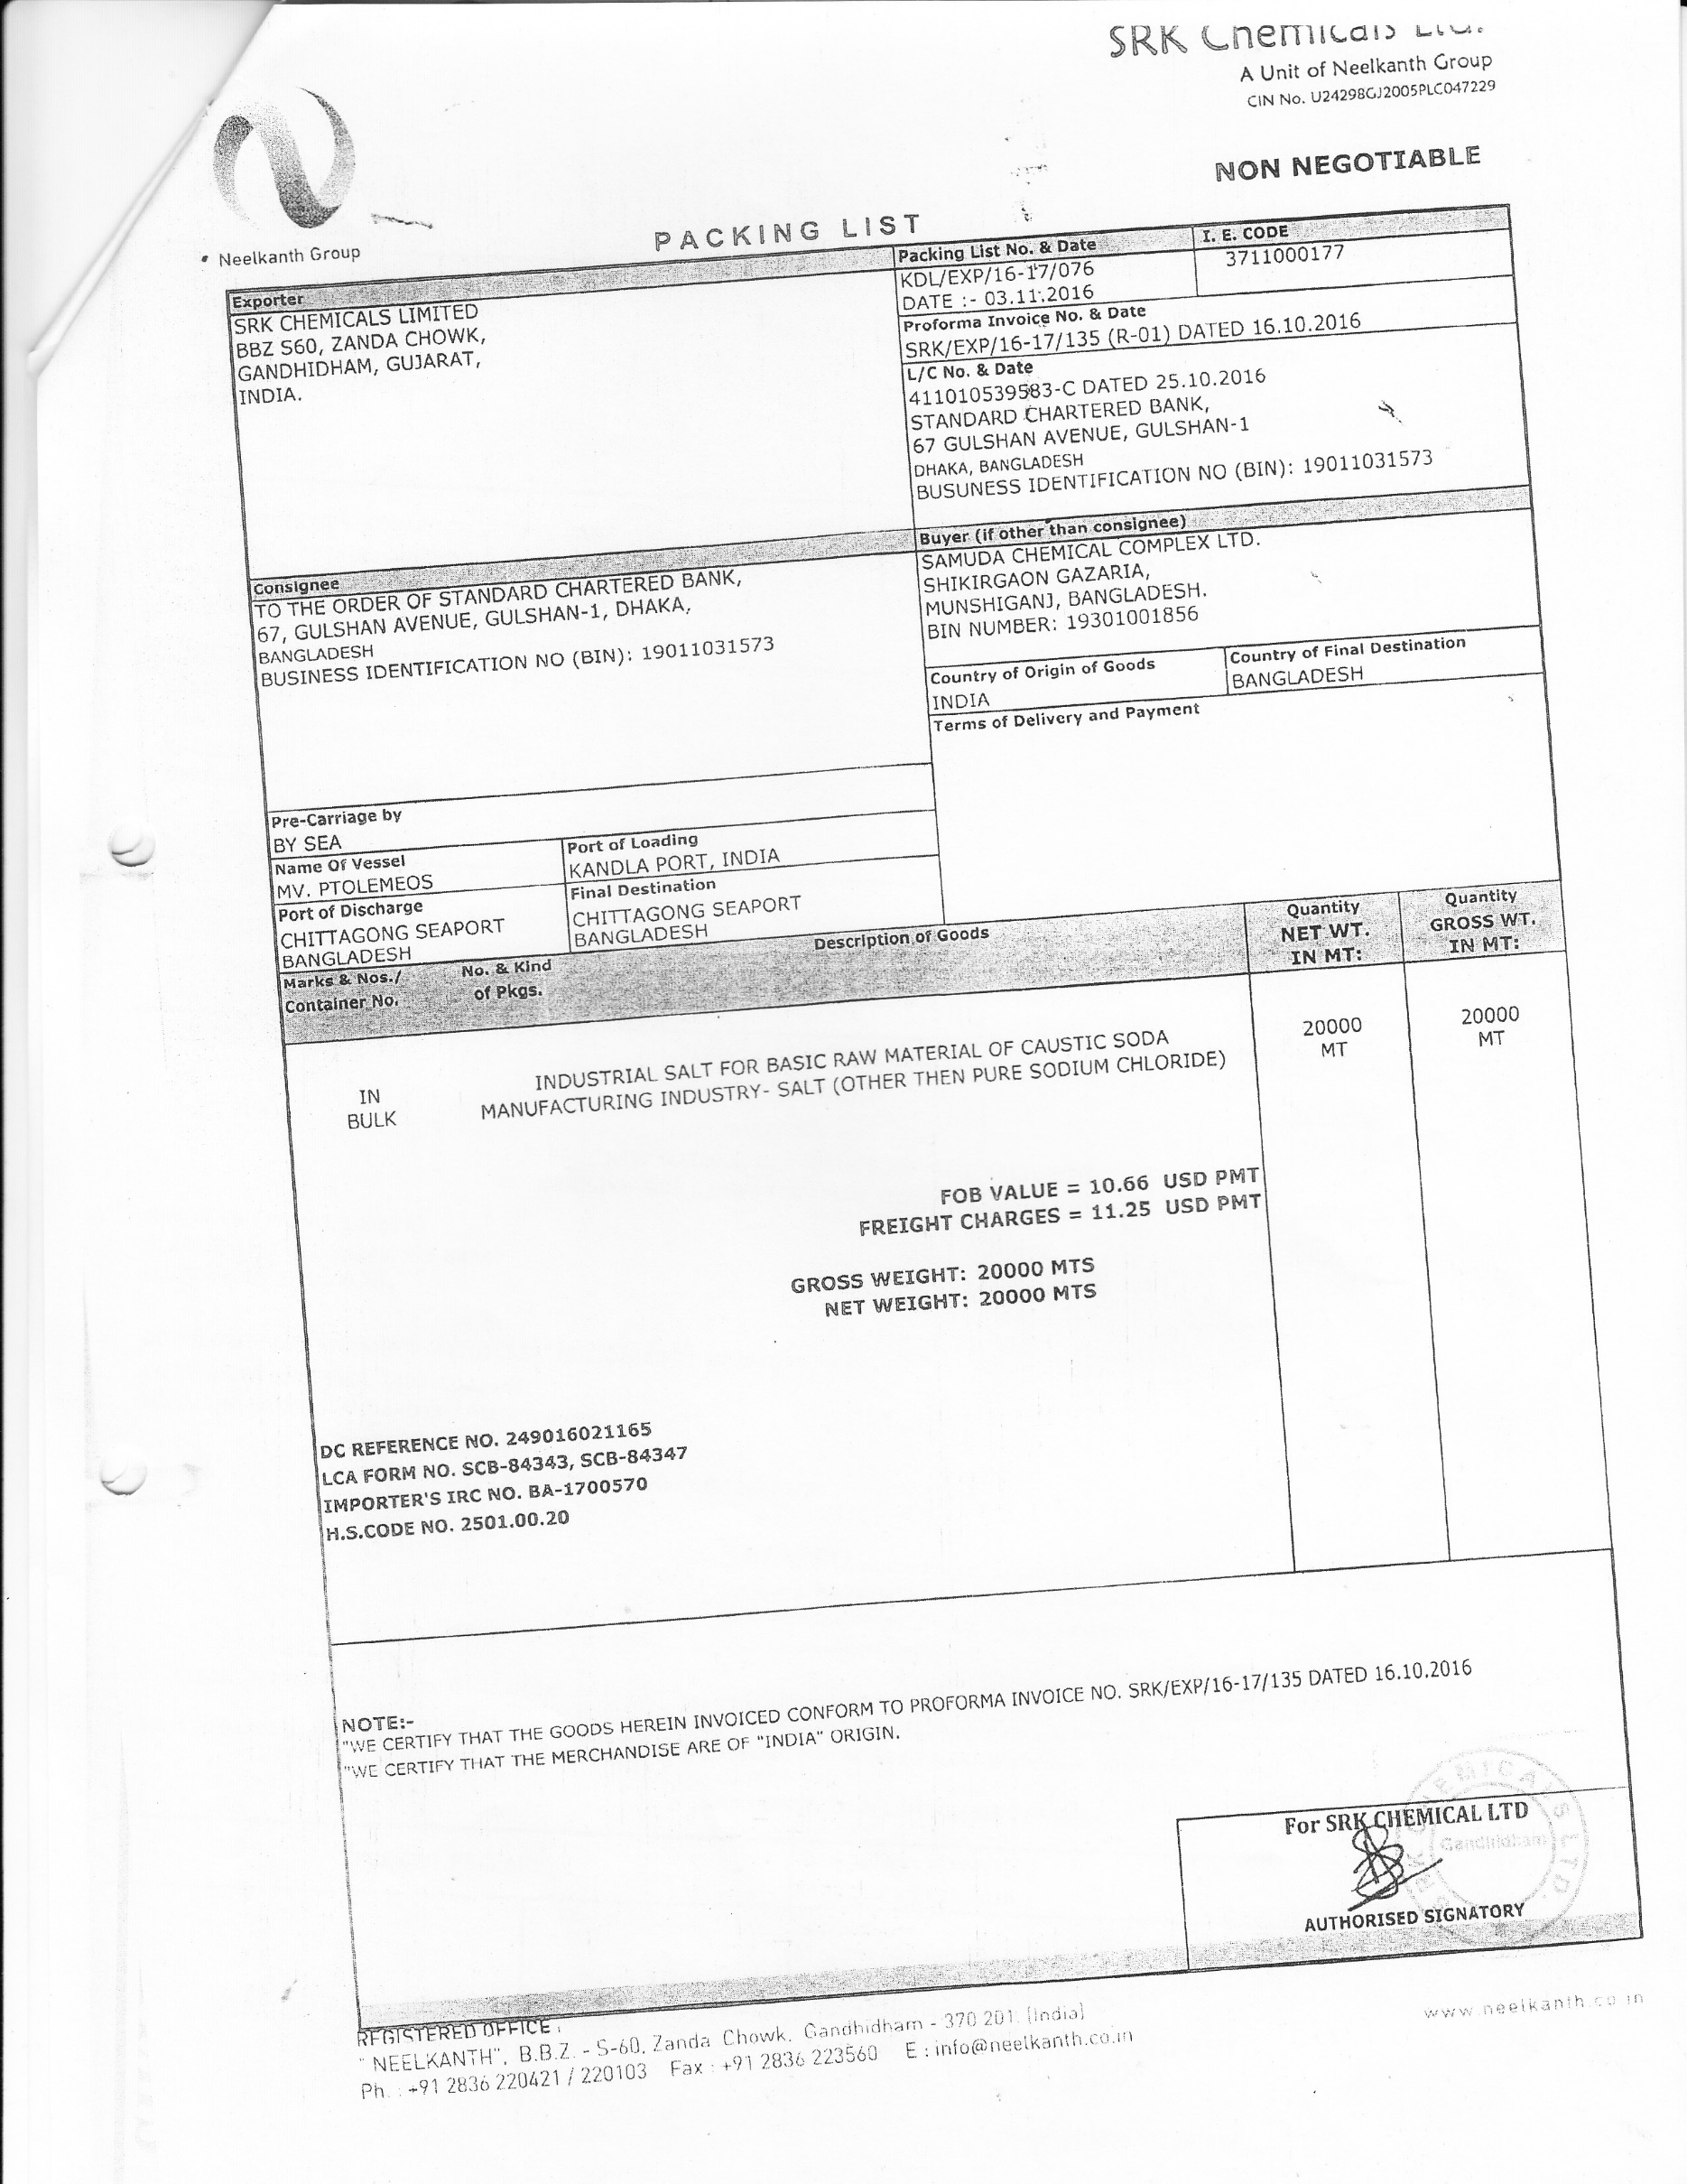 SRK Chemicals Ltd.
A Unit of Neelkanth Group
CIN No. U24298GJ2005PLC047229
NON NEGOTIABLE
Neelkanth Group
PACKING LIST
Exporter
SRK CHEMICALS LIMITED
BBZ S60, ZANDA CHOWK,
GANDHIDHAM, GUJARAT,
INDIA.
Packing List No. & Date
KDL/EXP/16-17/076
DATE :- 03.11.2016
I. E. CODE
3711000177
Proforma Invoice No. & Date
SRK/EXP/16-17/135 (R-01) DATED 16.10.2016
L/C No. & Date
411010539583-C DATED 25.10.2016
STANDARD CHARTERED BANK,
67 GULSHAN AVENUE, GULSHAN-1
DHAKA, BANGLADESH
BUSUNESS IDENTIFICATION NO (BIN): 19011031573
Consignee
TO THE ORDER OF STANDARD CHARTERED BANK,
67, GULSHAN AVENUE, GULSHAN-1, DHAKA,
BANGLADESH
BUSINESS IDENTIFICATION NO (BIN): 19011031573
Buyer (if other than consignee)
SAMUDA CHEMICAL COMPLEX LTD.
SHIKIRGAON GAZARIA,
MUNSHIGANJ, BANGLADESH.
BIN NUMBER: 19301001856
Country of Origin of Goods
INDIA
Country of Final Destination
BANGLADESH
Terms of Delivery and Payment
Pre-Carriage by
BY SEA
Name Of Vessel
MV. PTOLEMEOS
Port of Loading
KANDLA PORT, INDIA
Port of Discharge
CHITTAGONG SEAPORT
BANGLADESH
Final Destination
CHITTAGONG SEAPORT
BANGLADESH
Marks & Nos./
Container No.
No. & Kind
of Pkgs.
Description of Goods
Quantity
NET WT.
IN MT:
Quantity
GROSS WT.
IN MT:
IN
BULK
INDUSTRIAL SALT FOR BASIC RAW MATERIAL OF CAUSTIC SODA
MANUFACTURING INDUSTRY- SALT (OTHER THEN PURE SODIUM CHLORIDE)
20000
MT
20000
MT
FOB VALUE = 10.66 USD PMT
FREIGHT CHARGES = 11.25 USD PMT
GROSS WEIGHT: 20000 MTS
NET WEIGHT: 20000 MTS
DC REFERENCE NO. 249016021165
LCA FORM NO. SCB-84343, SCB-84347
IMPORTER'S IRC NO. BA-1700570
H.S.CODE NO. 2501.00.20
NOTE:-
"WE CERTIFY THAT THE GOODS HEREIN INVOICED CONFORM TO PROFORMA INVOICE NO. SRK/EXP/16-17/135 DATED 16.10.2016
"WE CERTIFY THAT THE MERCHANDISE ARE OF "INDIA" ORIGIN.
For SRK CHEMICAL LTD
SRK CHEMICALS LTD.
Gandhidham
AUTHORISED SIGNATORY
REGISTERED OFFICE :
" NEELKANTH", B.B.Z. - S-60, Zanda Chowk, Gandhidham - 370 201. (India)
Ph. : +91 2836 220421 / 220103 Fax : +91 2836 223560 E : info@neelkanth.co.in
www.neelkanth.co.in